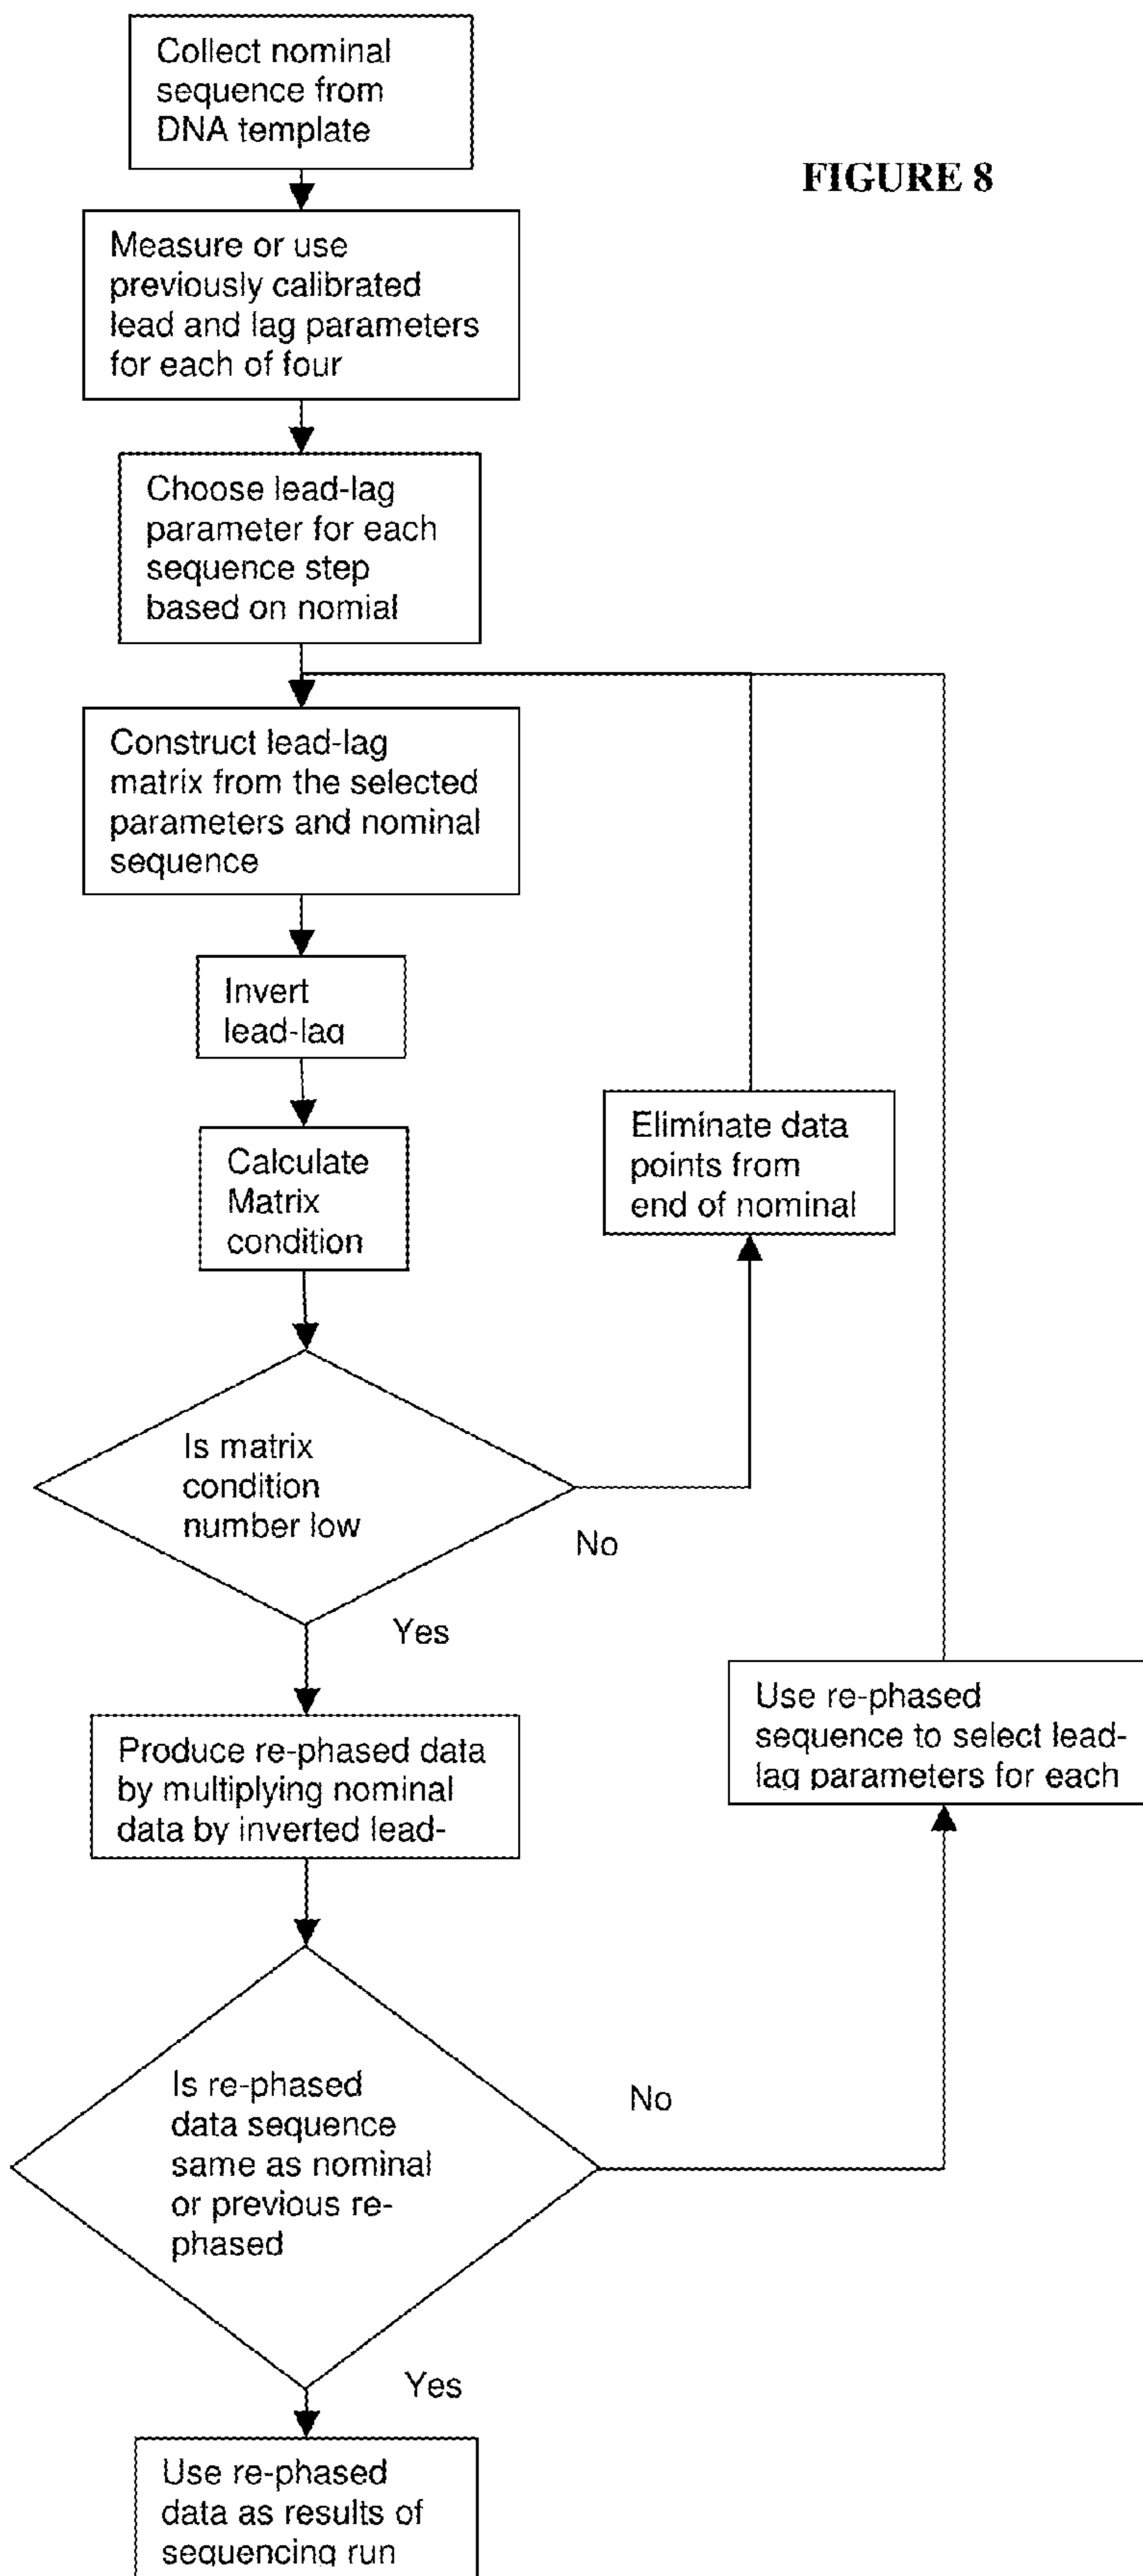 Collect nominal
sequence from
DNA template
FIGURE 8
Measure or use
previously calibrated
lead and lag parameters
for each of four
Choose lead-lag
parameter for each
sequence step
based on nomial
Construct lead-lag
matrix from the selected
parameters and nominal
sequence
Invert
lead-lag
Calculate
Matrix
condition
Eliminate data
points from
end of nominal
Is matrix
condition
number low
No
Yes
Use re-phased
sequence to select lead-
lag parameters for each
Produce re-phased data
by multiplying nominal
data by inverted lead-
Is re-phased
data sequence
same as nominal
or previous re-
phased
No
Yes
Use re-phased
data as results of
sequencing run